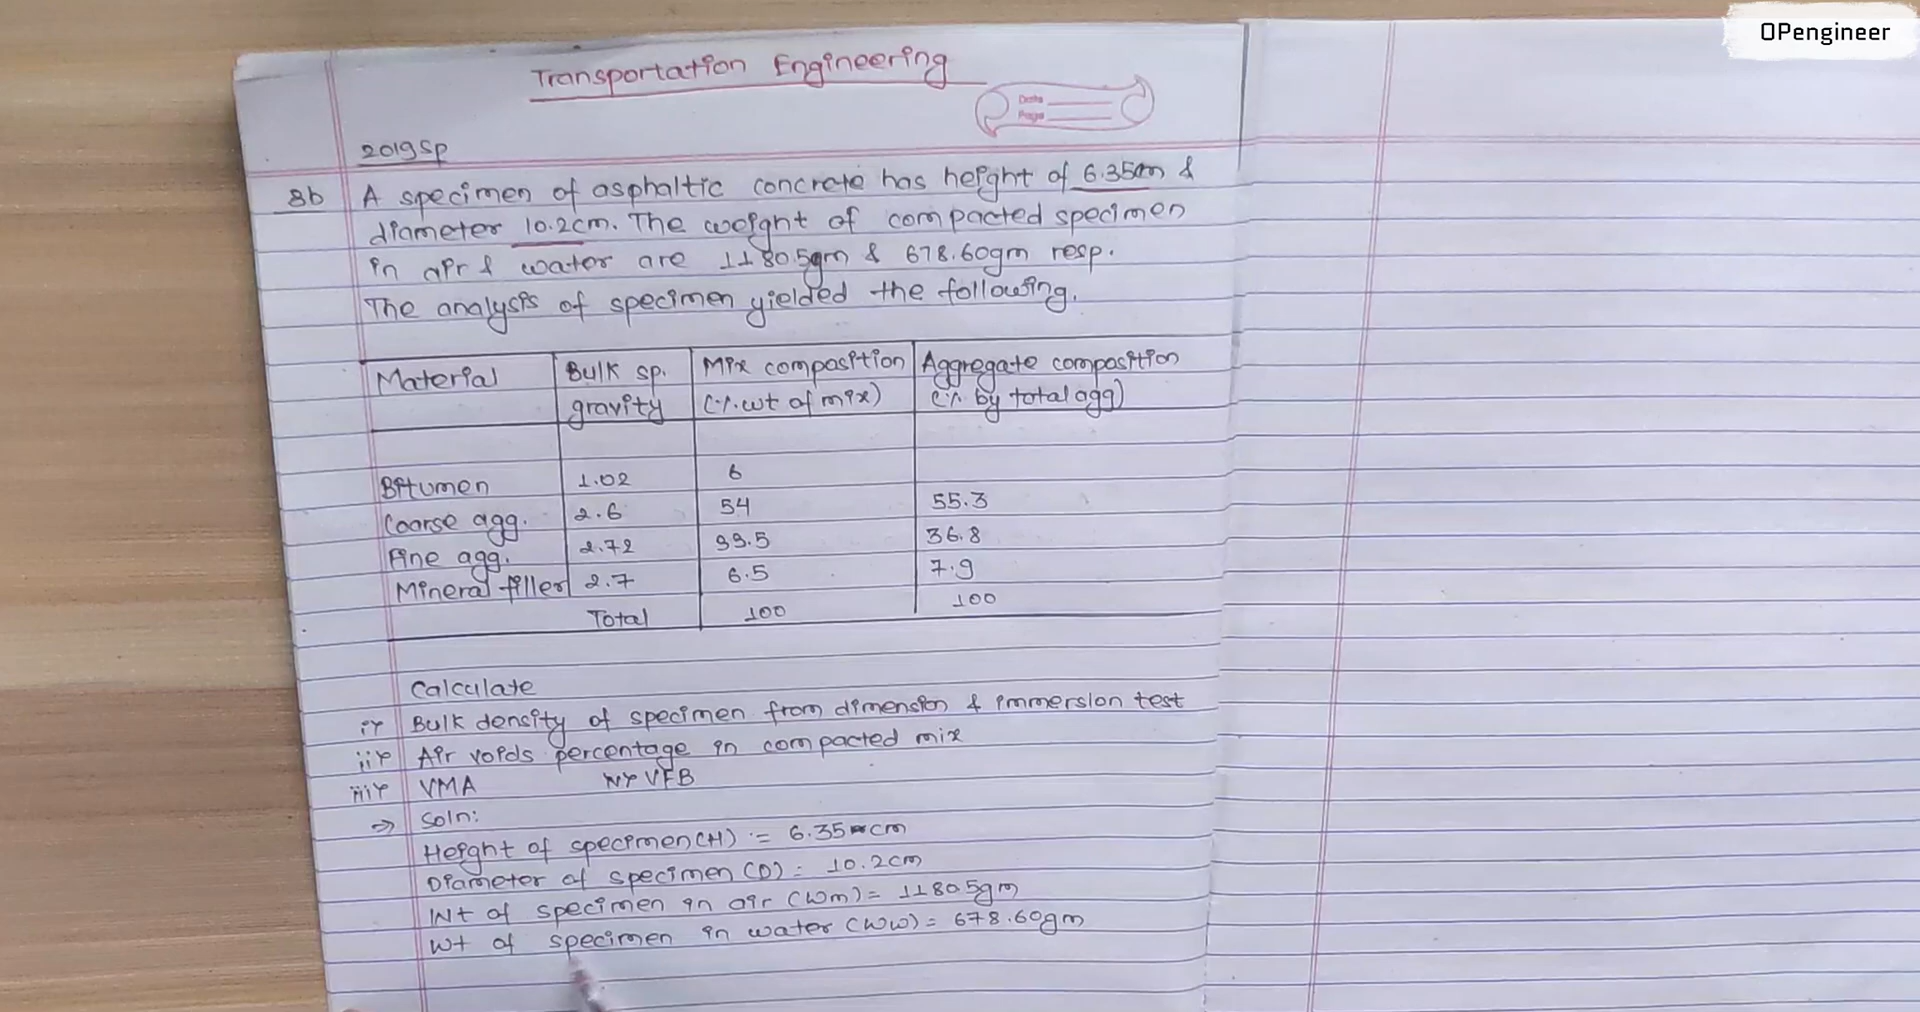 OPengineer
Transportation Engineering
Date
Page
2019 sp
8b A specimen of asphaltic concrete has height of 6.35cm &
diameter 10.2cm. The weight of compacted specimen
in air & water are 1180.5gm & 678.60gm resp.
The analysis of specimen yielded the following.
Material Bulk sp. gravity Mix composition (%.wt of mix) Aggregate composition (% by total agg)
Bitumen 1.02 6
Coarse agg. 2.6 54 55.3
Fine agg. 2.72 33.5 36.8
Mineral filler 2.7 6.5 7.9
Total 100 100
Calculate
i> Bulk density of specimen from dimension & immersion test
ii> Air voids percentage in compacted mix
iii> VMA iv> VFB
=> Soln:
Height of specimen (H) = 6.35 cm
Diameter of specimen (D) = 10.2cm
Wt of specimen in air (Wm) = 1180.5gm
Wt of specimen in water (Ww) = 678.60gm